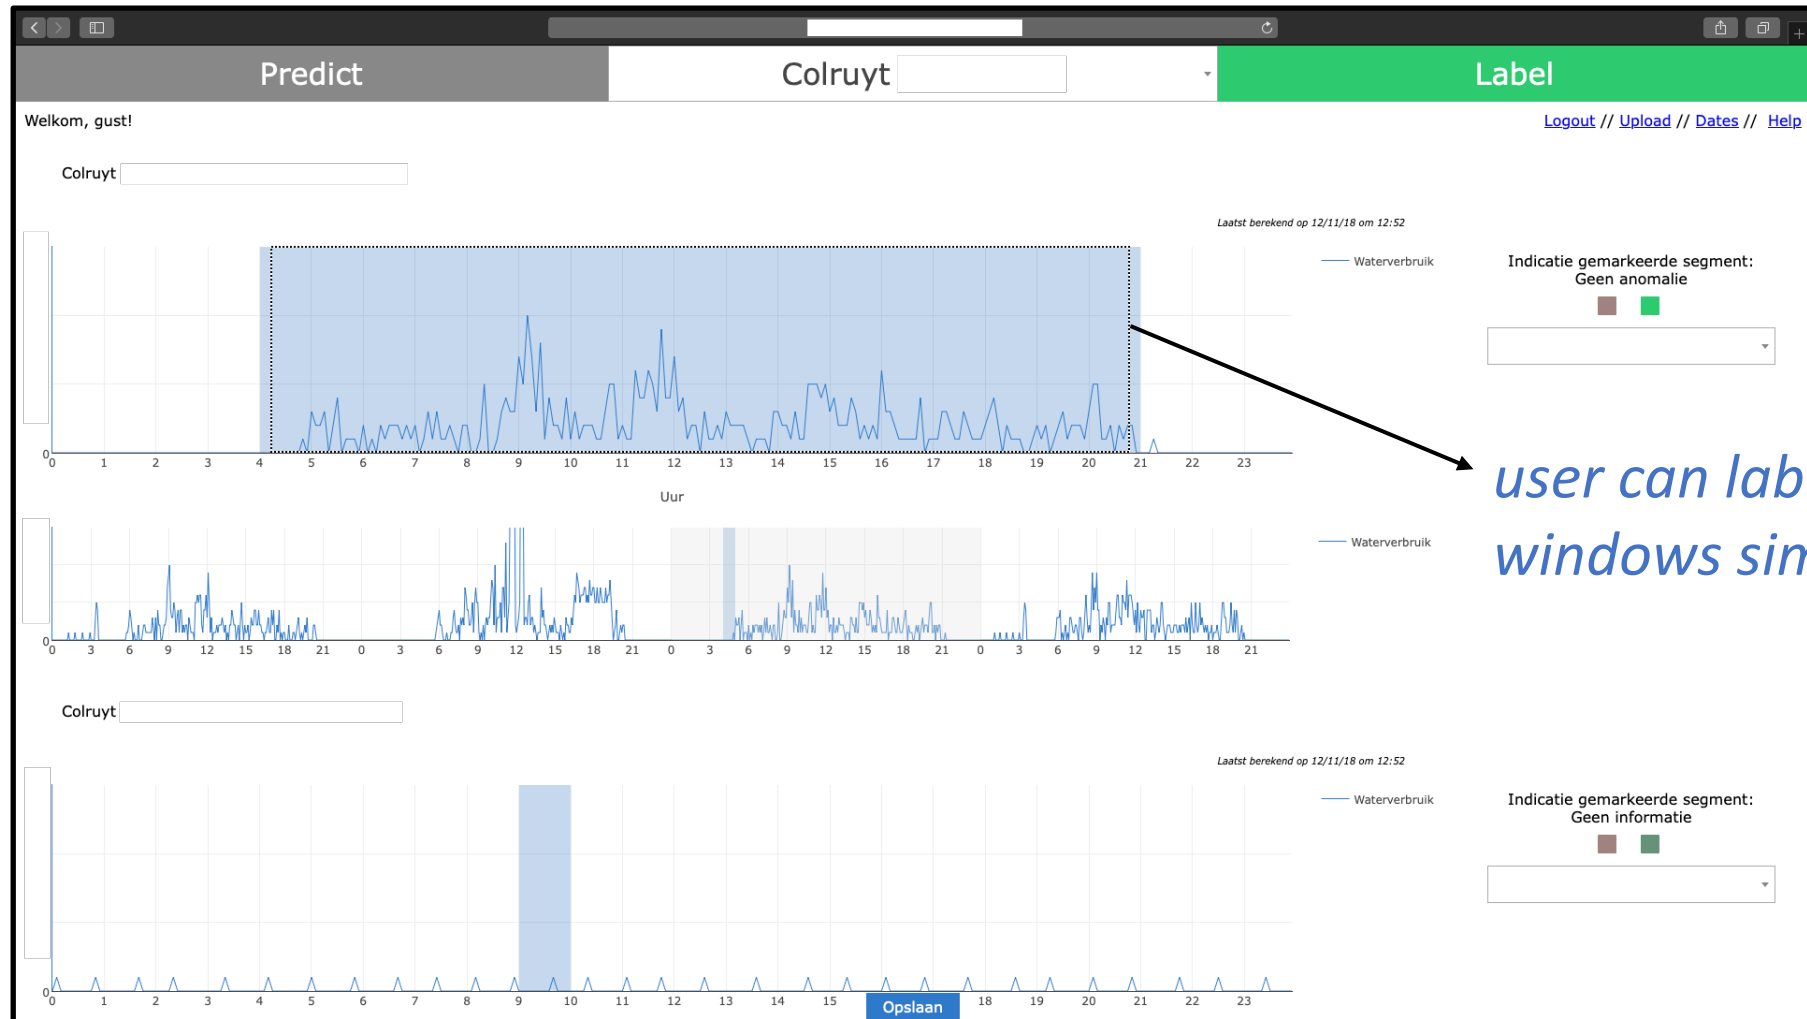 Predict
Colruyt
Label
Welkom, gust!
Logout // Upload // Dates // Help
Colruyt
Laatst berekend op 12/11/18 om 12:52
Waterverbruik
Indicatie gemarkeerde segment:
Geen anomalie
0
0 1 2 3 4 5 6 7 8 9 10 11 12 13 14 15 16 17 18 19 20 21 22 23
Uur
user can lab
windows sim
Waterverbruik
0
0 3 6 9 12 15 18 21 0 3 6 9 12 15 18 21 0 3 6 9 12 15 18 21 0 3 6 9 12 15 18 21
Colruyt
Laatst berekend op 12/11/18 om 12:52
Waterverbruik
Indicatie gemarkeerde segment:
Geen informatie
0
0 1 2 3 4 5 6 7 8 9 10 11 12 13 14 15 18 19 20 21 22 23
Opslaan